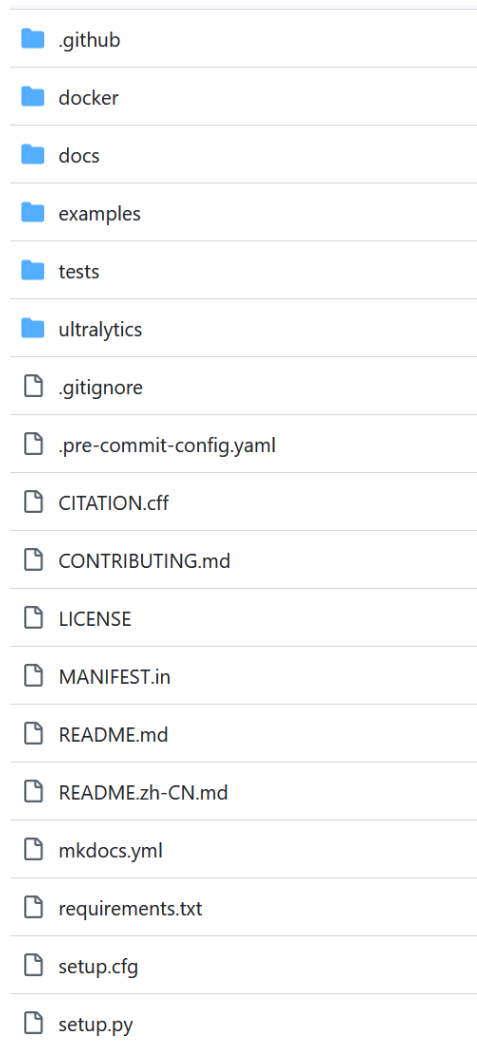 .github
docker
docs
examples
tests
ultralytics
.gitignore
.pre-commit-config.yaml
CITATION.cff
CONTRIBUTING.md
LICENSE
MANIFEST.in
README.md
README.zh-CN.md
mkdocs.yml
requirements.txt
setup.cfg
setup.py